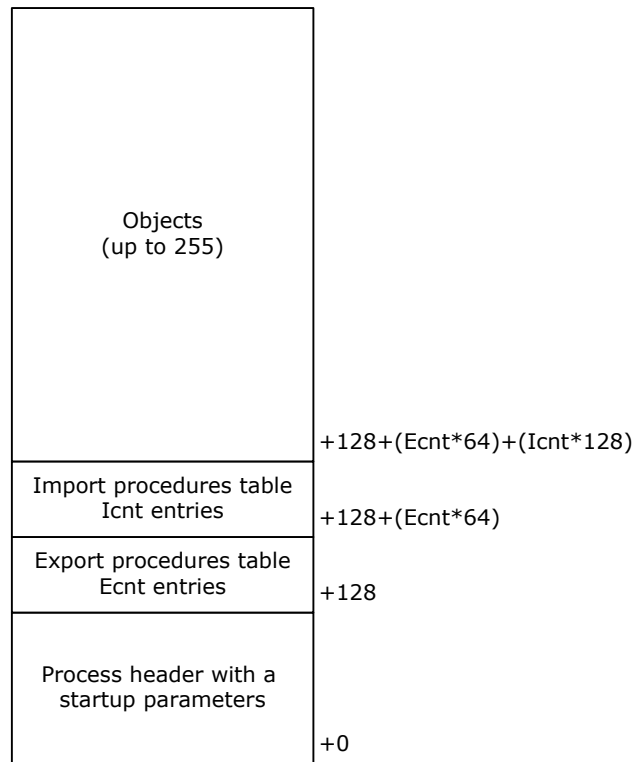 Objects
(up to 255)
+128+(Ecnt*64)+(Icnt*128)
Import procedures table
Icnt entries
+128+(Ecnt*64)
Export procedures table
Ecnt entries
+128
Process header with a
startup parameters
+0